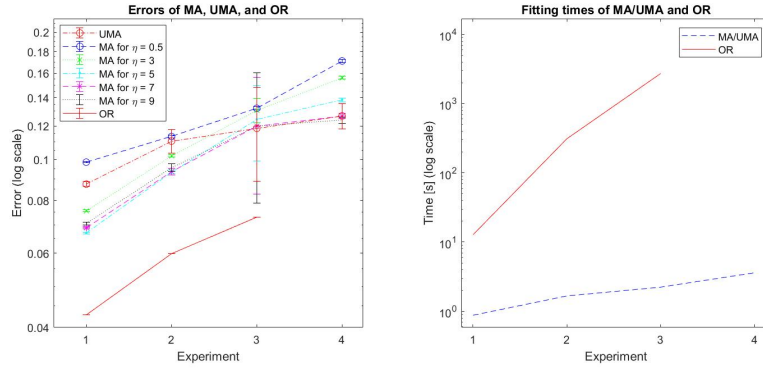 Errors of MA, UMA, and OR
UMA
MA for η = 0.5
MA for η = 3
MA for η = 5
MA for η = 7
MA for η = 9
OR
0.2
0.18
0.16
0.14
0.12
0.1
0.08
0.06
0.04
Error (log scale)
1 2 3 4
Experiment
Fitting times of MA/UMA and OR
MA/UMA
OR
10^4
10^3
10^2
10^1
10^0
Time [s] (log scale)
1 2 3 4
Experiment